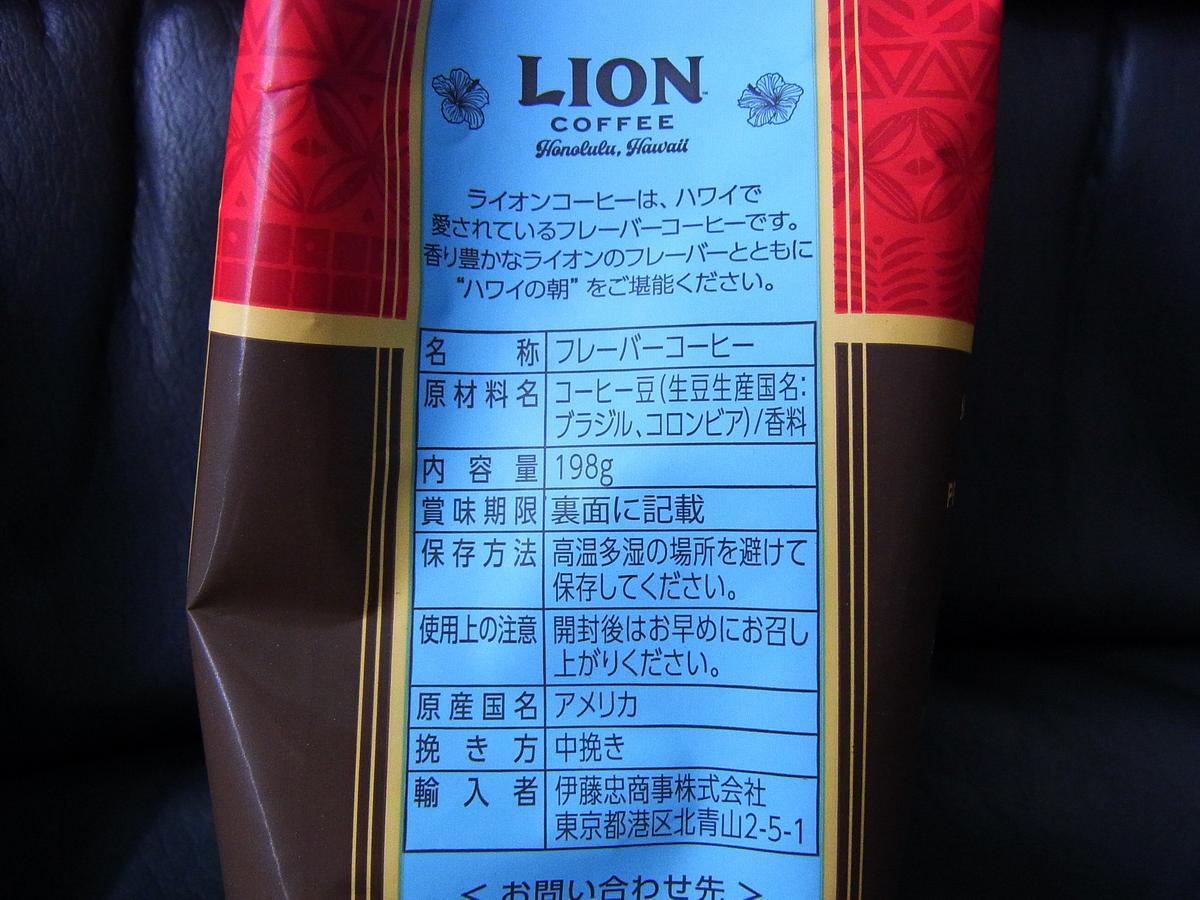 LION
COFFEE
Honolulu, Hawaii
ライオンコーヒーは、ハワイで
愛されているフレーバーコーヒーです。
香り豊かなライオンのフレーバーとともに
“ハワイの朝”をご堪能ください。
名称 フレーバーコーヒー
原材料名 コーヒー豆(生豆生産国名:
ブラジル、コロンビア)/香料
内容量 198g
賞味期限 裏面に記載
保存方法 高温多湿の場所を避けて
保存してください。
使用上の注意 開封後はお早めにお召し
上がりください。
原産国名 アメリカ
挽き方 中挽き
輸入者 伊藤忠商事株式会社
東京都港区北青山2-5-1
< お問い合わせ先 >